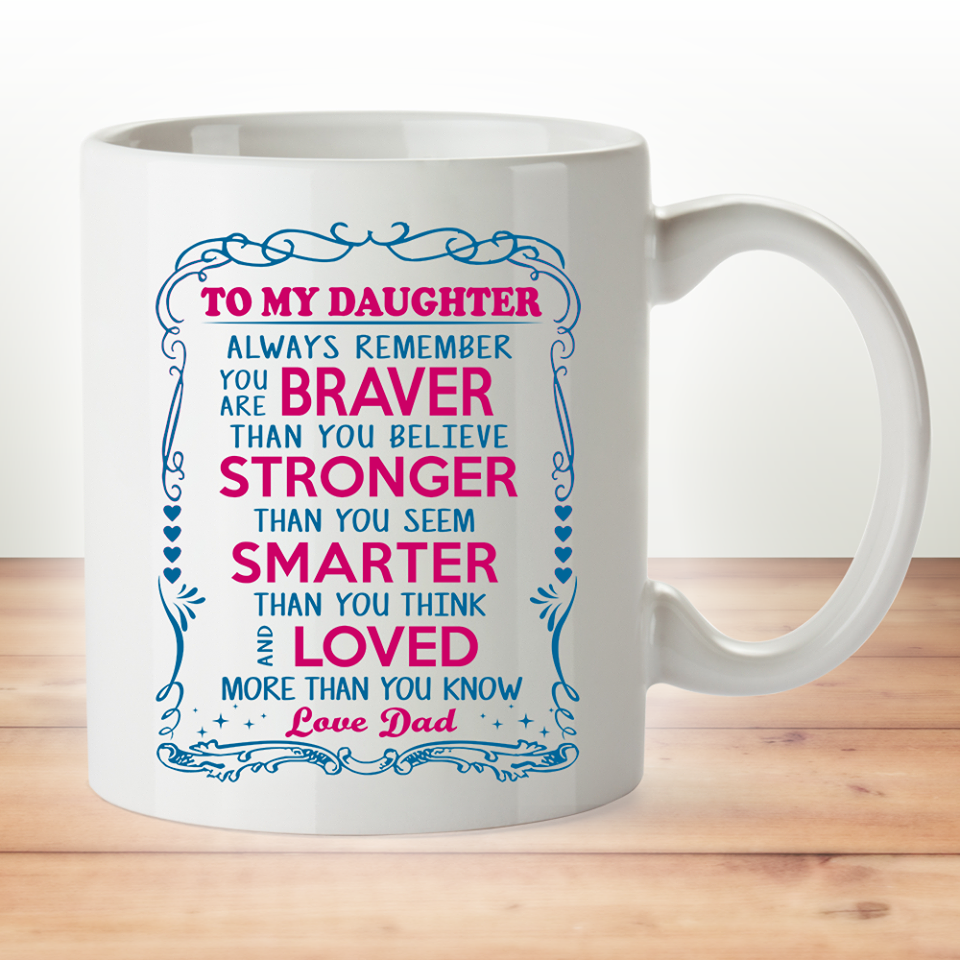 TO MY DAUGHTER
ALWAYS REMEMBER
YOU ARE BRAVER
THAN YOU BELIEVE
STRONGER
THAN YOU SEEM
SMARTER
THAN YOU THINK
AND LOVED
MORE THAN YOU KNOW
Love Dad